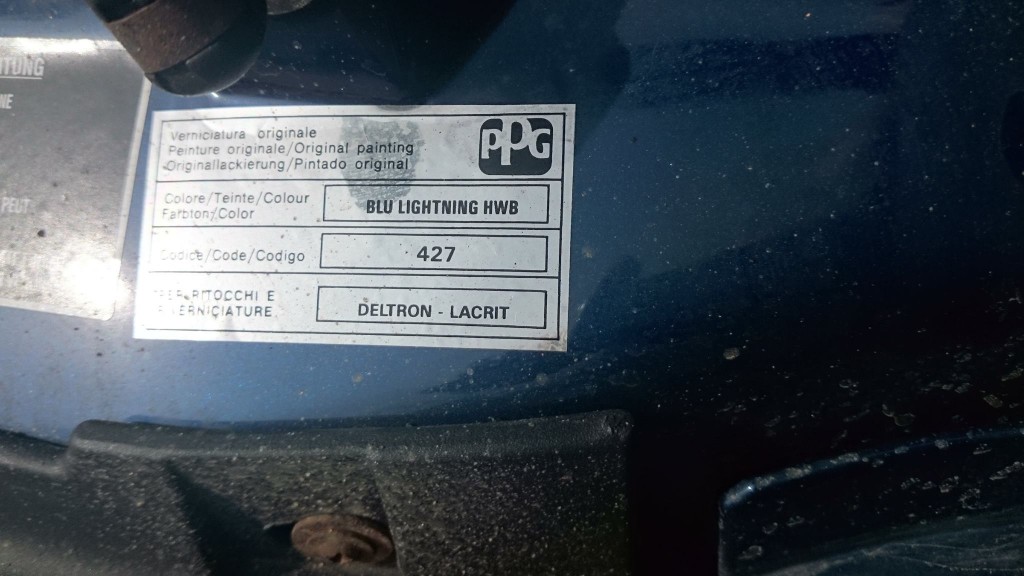 PPG
Verniciatura originale
Peinture originale/Original painting
Originallackierung/Pintado original
Colore/Teinte/Colour
Farbton/Color
BLU LIGHTNING HWB
Codice/Code/Codigo
427
RITOCCHI E
VERNICIATURE
DELTRON - LACRIT
PEUT